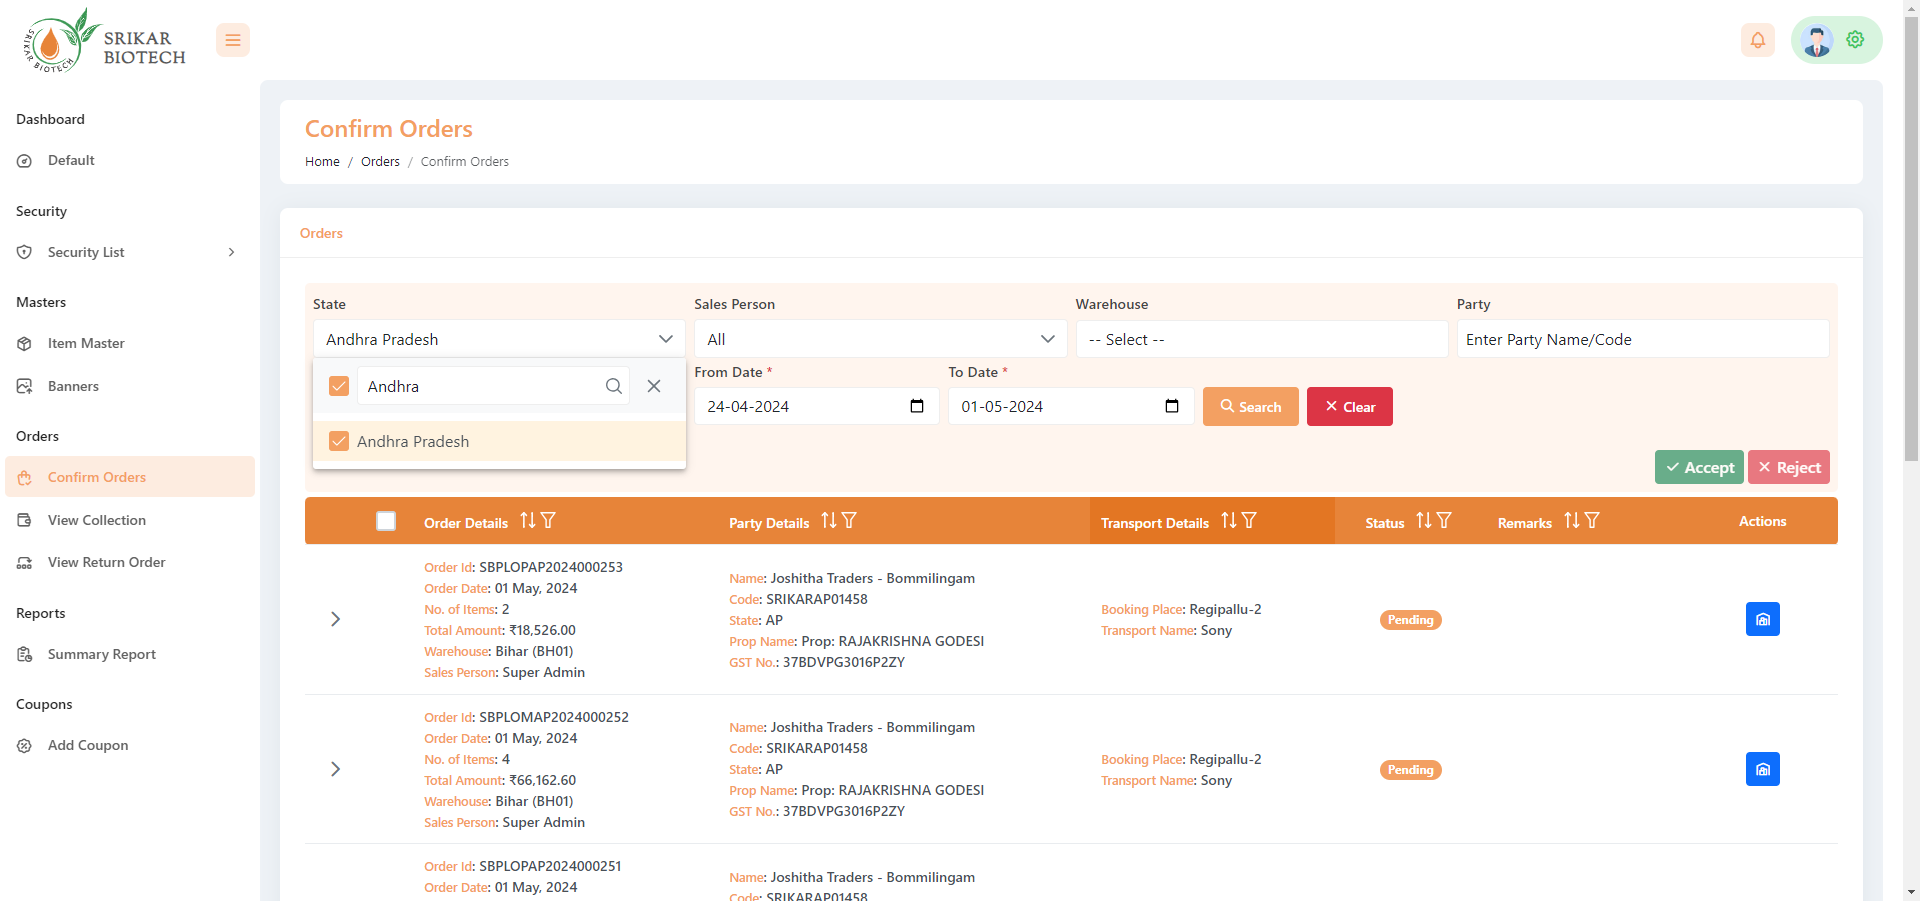 SRIKAR BIOTECH
SRIKAR
BIOTECH
Dashboard
Default
Security
Security List
Masters
Item Master
Banners
Orders
Confirm Orders
View Collection
View Return Order
Reports
Summary Report
Coupons
Add Coupon
Confirm Orders
Home / Orders / Confirm Orders
Orders
State
Sales Person
Warehouse
Party
Andhra Pradesh
All
-- Select --
Enter Party Name/Code
Andhra
Andhra Pradesh
From Date *
To Date *
24-04-2024
01-05-2024
Search
Clear
Accept
Reject
Order Details
Party Details
Transport Details
Status
Remarks
Actions
Order Id: SBPLOPAP2024000253
Order Date: 01 May, 2024
No. of Items: 2
Total Amount: ₹18,526.00
Warehouse: Bihar (BH01)
Sales Person: Super Admin
Name: Joshitha Traders - Bommilingam
Code: SRIKARAP01458
State: AP
Prop Name: Prop: RAJAKRISHNA GODESI
GST No.: 37BDVPG3016P2ZY
Booking Place: Regipallu-2
Transport Name: Sony
Pending
Order Id: SBPLOMAP2024000252
Order Date: 01 May, 2024
No. of Items: 4
Total Amount: ₹66,162.60
Warehouse: Bihar (BH01)
Sales Person: Super Admin
Name: Joshitha Traders - Bommilingam
Code: SRIKARAP01458
State: AP
Prop Name: Prop: RAJAKRISHNA GODESI
GST No.: 37BDVPG3016P2ZY
Booking Place: Regipallu-2
Transport Name: Sony
Pending
Order Id: SBPLOPAP2024000251
Order Date: 01 May, 2024
Name: Joshitha Traders - Bommilingam
Code: SRIKARAP01458